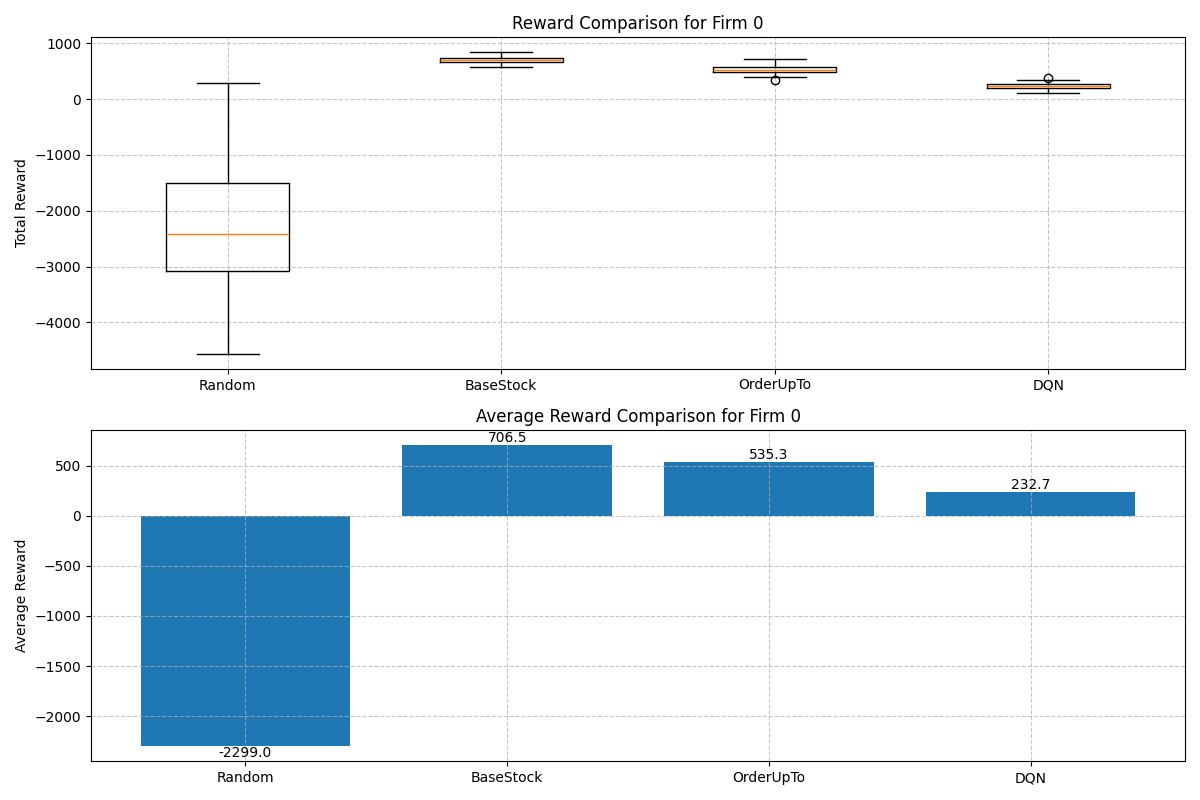 Reward Comparison for Firm 0
Total Reward
1000
0
−1000
−2000
−3000
−4000
Random
BaseStock
OrderUpTo
DQN
Average Reward Comparison for Firm 0
Average Reward
500
0
−500
−1000
−1500
−2000
706.5
535.3
232.7
-2299.0
Random
BaseStock
OrderUpTo
DQN